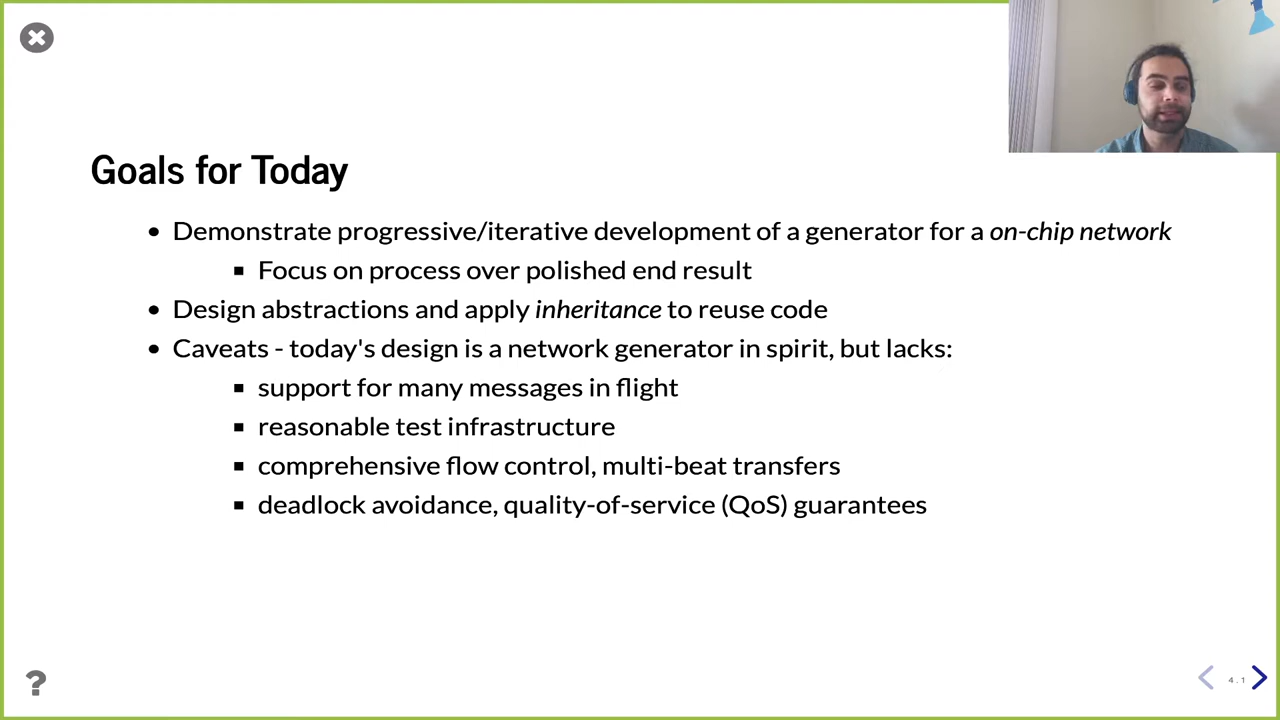 Goals for Today
• Demonstrate progressive/iterative development of a generator for a on-chip network
▪ Focus on process over polished end result
• Design abstractions and apply inheritance to reuse code
• Caveats - today's design is a network generator in spirit, but lacks:
▪ support for many messages in flight
▪ reasonable test infrastructure
▪ comprehensive flow control, multi-beat transfers
▪ deadlock avoidance, quality-of-service (QoS) guarantees
?
4.1